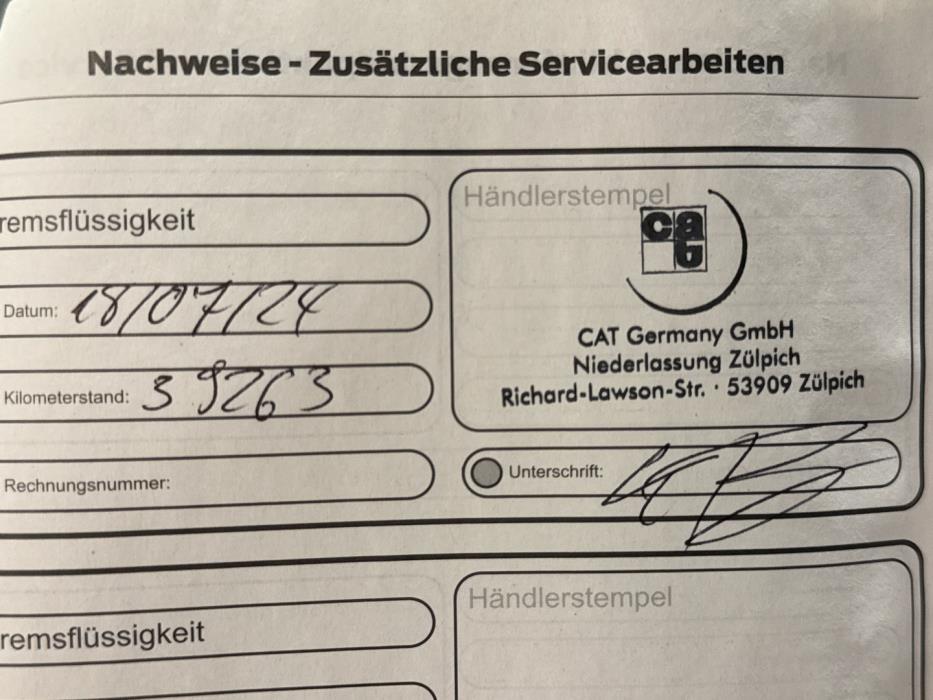 Nachweise - Zusätzliche Servicearbeiten
remsflüssigkeit
Datum: 18/07/24
Kilometerstand: 39263
Rechnungsnummer:
Händlerstempel
cat
CAT Germany GmbH
Niederlassung Zülpich
Richard-Lawson-Str. · 53909 Zülpich
Unterschrift:
remsflüssigkeit
Händlerstempel